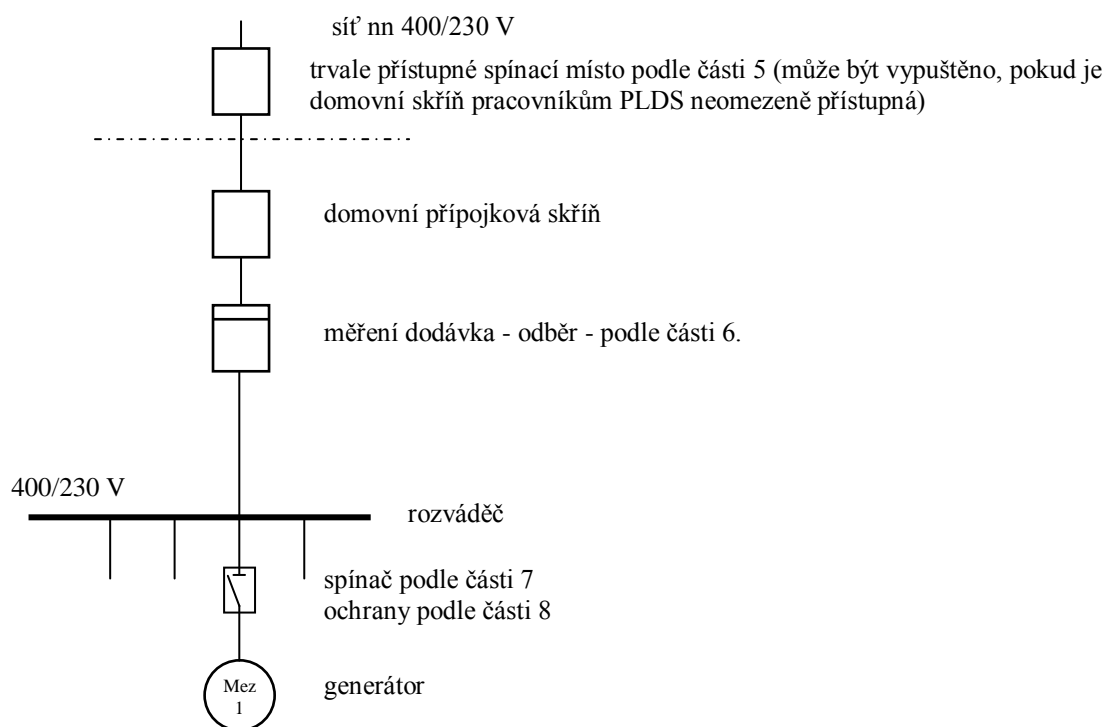 síť nn 400/230 V
trvale přístupné spínací místo podle části 5 (může být vypuštěno, pokud je
domovní skříň pracovníkům PLDS neomezeně přístupná)
domovní přípojková skříň
měření dodávka - odběr - podle části 6.
400/230 V
rozváděč
spínač podle části 7
ochrany podle části 8
Mez
1
generátor